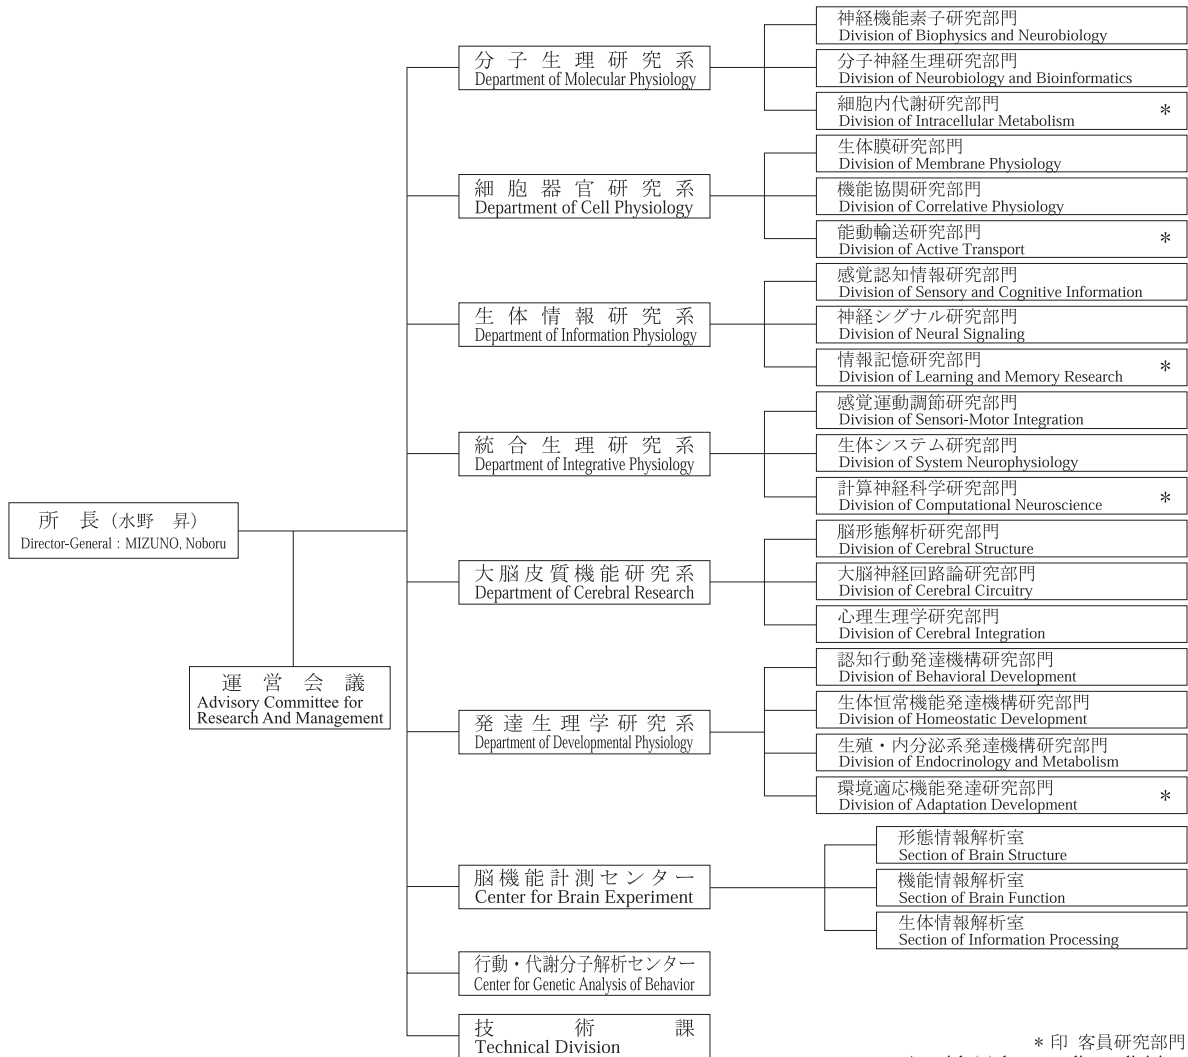 所 長 (水野 昇)
Director-General : MIZUNO, Noboru
運営会議
Advisory Committee for
Research And Management
分子生理研究系
Department of Molecular Physiology
神経機能素子研究部門
Division of Biophysics and Neurobiology
分子神経生理研究部門
Division of Neurobiology and Bioinformatics
細胞内代謝研究部門 *
Division of Intracellular Metabolism
細胞器官研究系
Department of Cell Physiology
生体膜研究部門
Division of Membrane Physiology
機能協関研究部門
Division of Correlative Physiology
能動輸送研究部門 *
Division of Active Transport
生体情報研究系
Department of Information Physiology
感覚認知情報研究部門
Division of Sensory and Cognitive Information
神経シグナル研究部門
Division of Neural Signaling
情報記憶研究部門 *
Division of Learning and Memory Research
統合生理研究系
Department of Integrative Physiology
感覚運動調節研究部門
Division of Sensori-Motor Integration
生体システム研究部門
Division of System Neurophysiology
計算神経科学研究部門 *
Division of Computational Neuroscience
大脳皮質機能研究系
Department of Cerebral Research
脳形態解析研究部門
Division of Cerebral Structure
大脳神経回路論研究部門
Division of Cerebral Circuitry
心理生理学研究部門
Division of Cerebral Integration
発達生理学研究系
Department of Developmental Physiology
認知行動発達機構研究部門
Division of Behavioral Development
生体恒常機能発達機構研究部門
Division of Homeostatic Development
生殖・内分泌系発達機構研究部門
Division of Endocrinology and Metabolism
環境適応機能発達研究部門 *
Division of Adaptation Development
脳機能計測センター
Center for Brain Experiment
形態情報解析室
Section of Brain Structure
機能情報解析室
Section of Brain Function
生体情報解析室
Section of Information Processing
行動・代謝分子解析センター
Center for Genetic Analysis of Behavior
技術課
Technical Division
* 印 客員研究部門